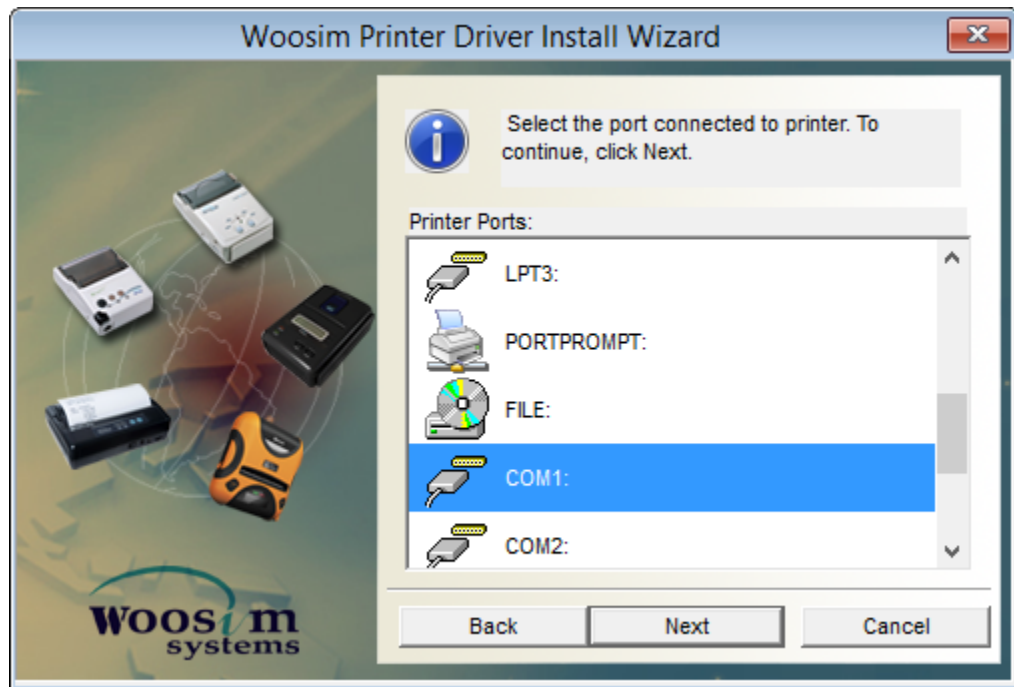 Woosim Printer Driver Install Wizard
Select the port connected to printer. To
continue, click Next.
Printer Ports:
LPT3:
PORTPROMPT:
FILE:
COM1:
COM2:
Woosim
systems
Back
Next
Cancel